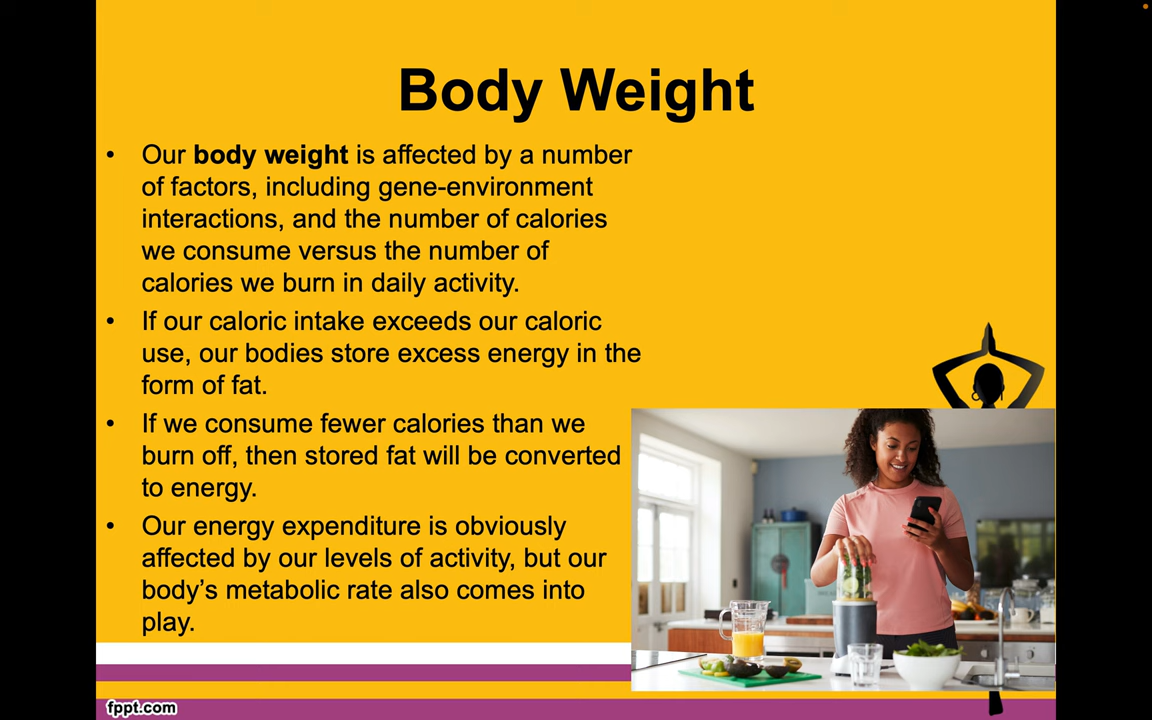 Body Weight
• Our body weight is affected by a number
of factors, including gene-environment
interactions, and the number of calories
we consume versus the number of
calories we burn in daily activity.
• If our caloric intake exceeds our caloric
use, our bodies store excess energy in the
form of fat.
• If we consume fewer calories than we
burn off, then stored fat will be converted
to energy.
• Our energy expenditure is obviously
affected by our levels of activity, but our
body’s metabolic rate also comes into
play.
fppt.com